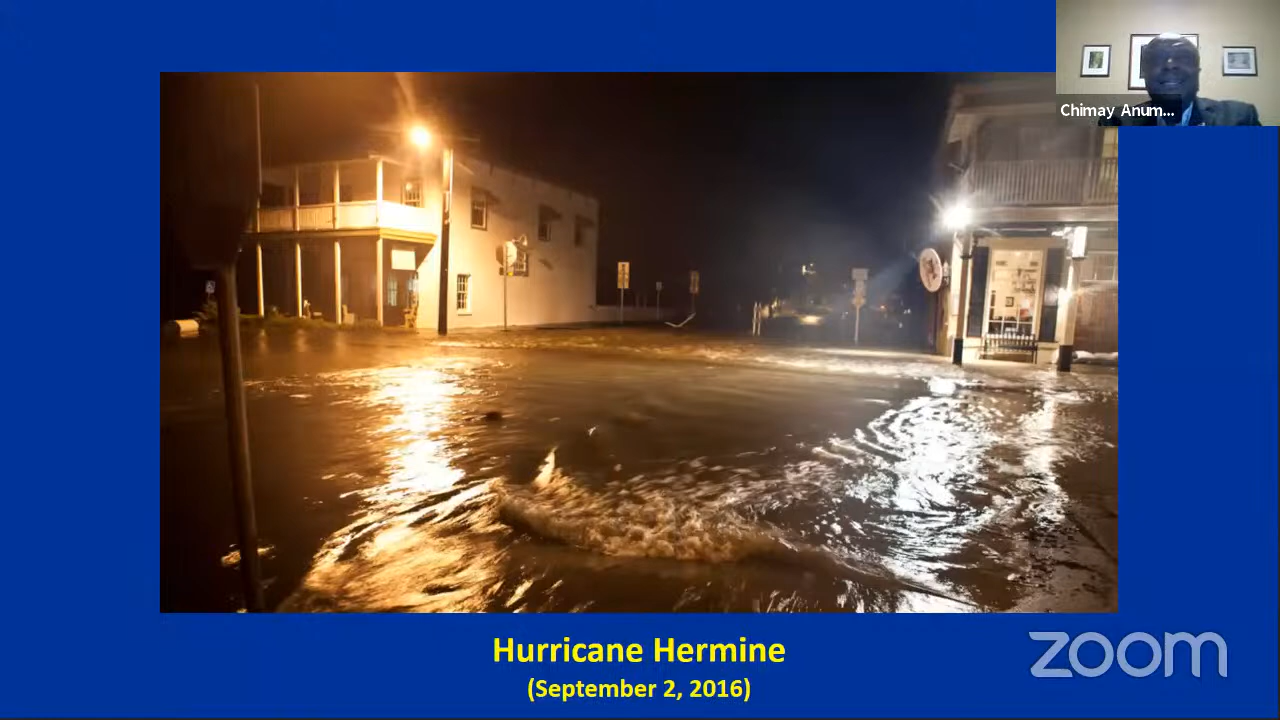 Chimay Anum...
Hurricane Hermine
(September 2, 2016)
zoom